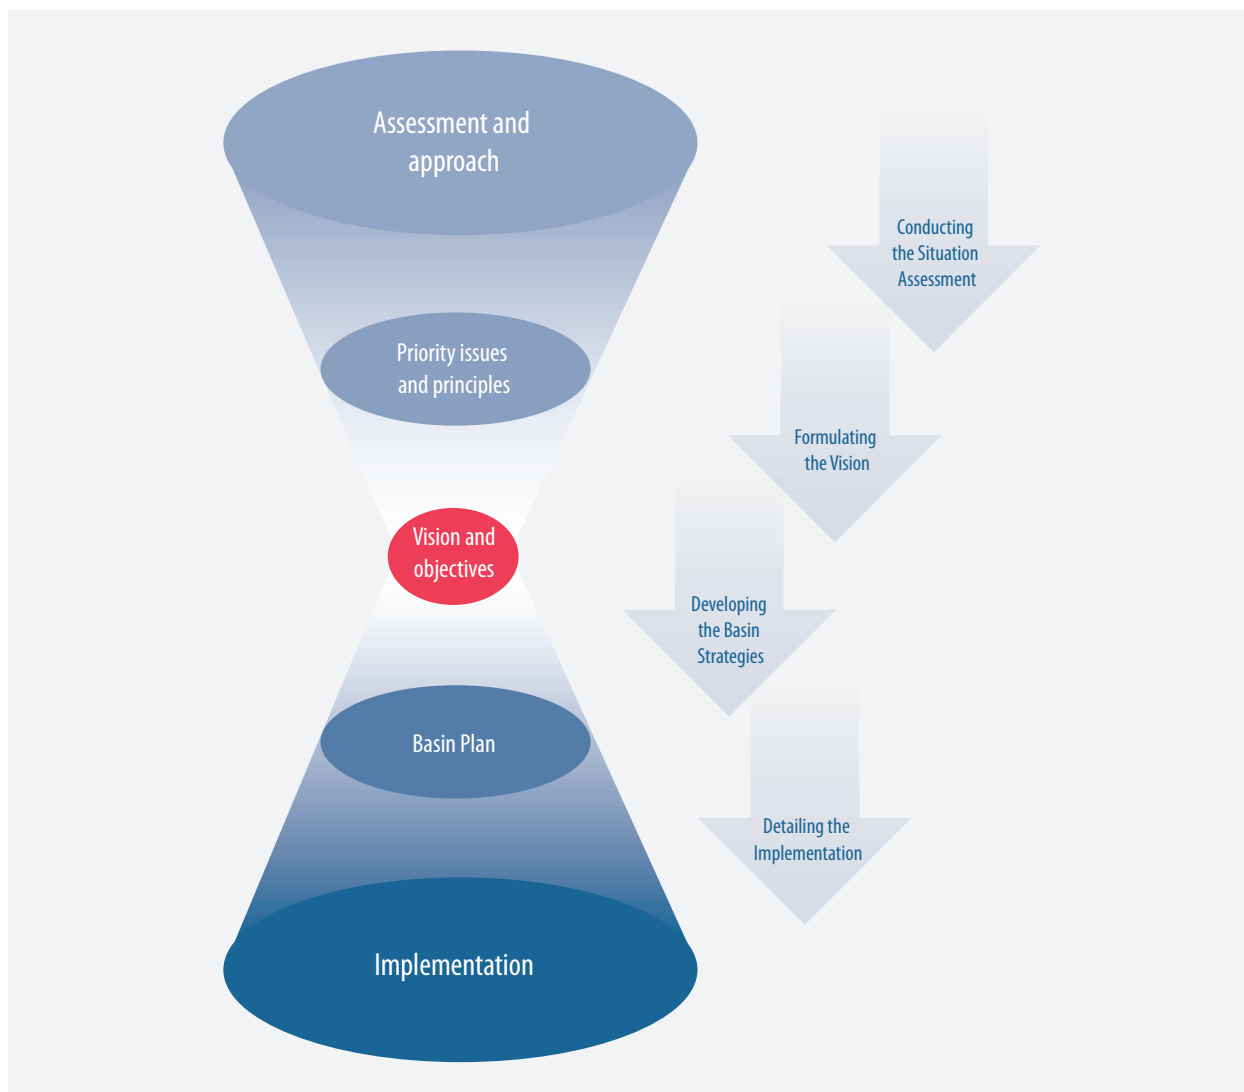 Assessment and
approach
Conducting
the Situation
Assessment
Priority issues
and principles
Formulating
the Vision
Vision and
objectives
Developing
the Basin
Strategies
Basin Plan
Detailing the
Implementation
Implementation